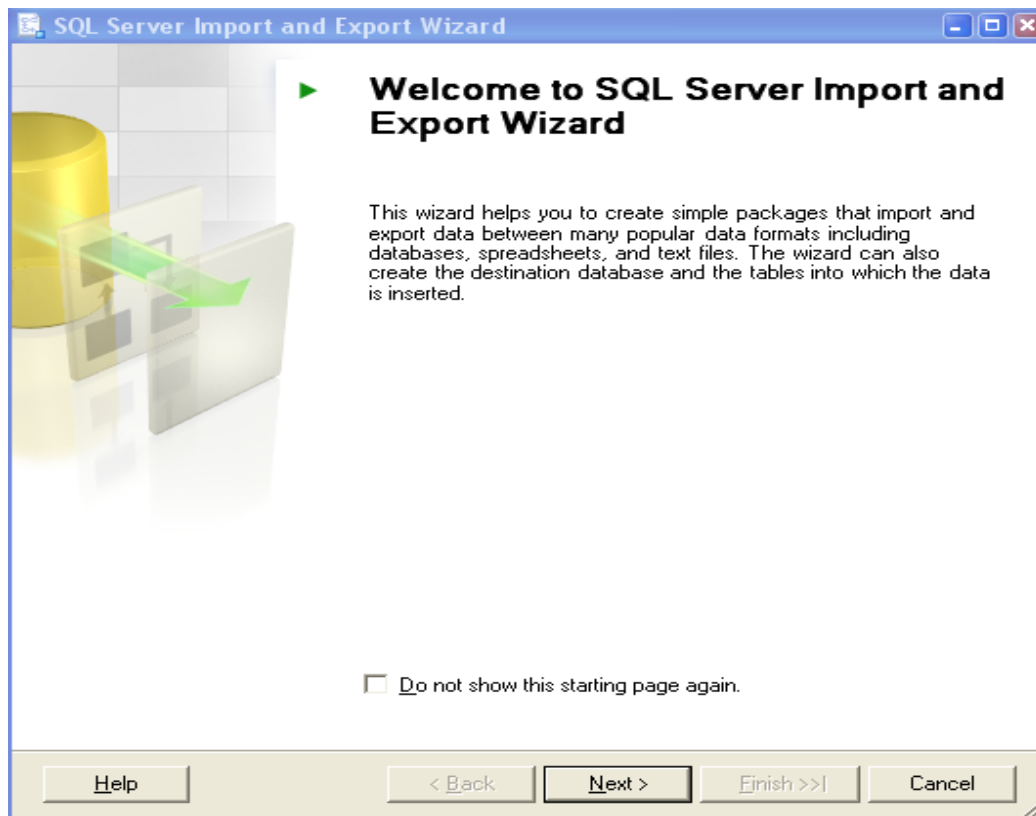 SQL Server Import and Export Wizard
Welcome to SQL Server Import and
Export Wizard
This wizard helps you to create simple packages that import and
export data between many popular data formats including
databases, spreadsheets, and text files. The wizard can also
create the destination database and the tables into which the data
is inserted.
Do not show this starting page again.
Help
< Back
Next >
Finish >>|
Cancel